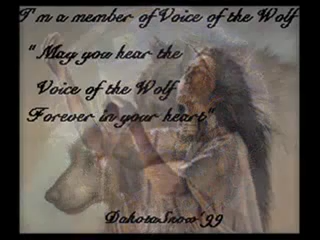 I'm a member of Voice of the Wolf
"May you hear the
Voice of the Wolf
Forever in your heart"
DakotaSnow'99